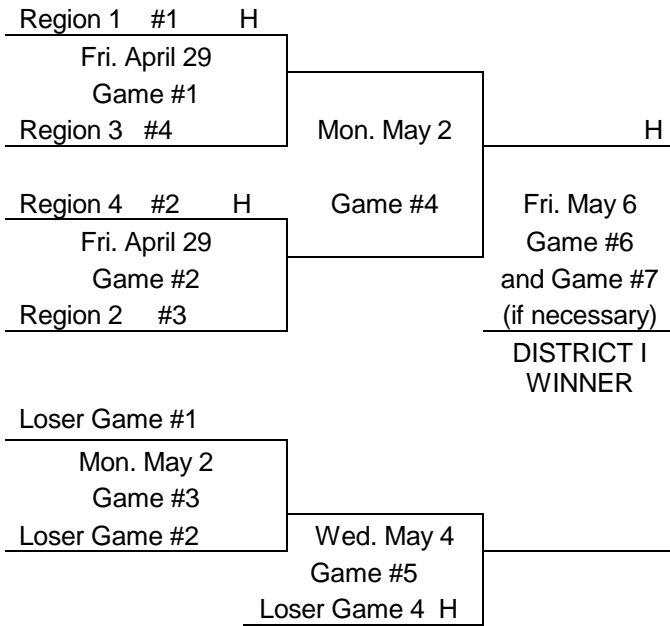 Region 1 #1 H
Fri. April 29
Game #1
Region 3 #4
Mon. May 2
H
Region 4 #2 H
Game #4
Fri. May 6
Fri. April 29
Game #6
Game #2
and Game #7
Region 2 #3
(if necessary)
DISTRICT I
WINNER
Loser Game #1
Mon. May 2
Game #3
Loser Game #2
Wed. May 4
Game #5
Loser Game 4 H